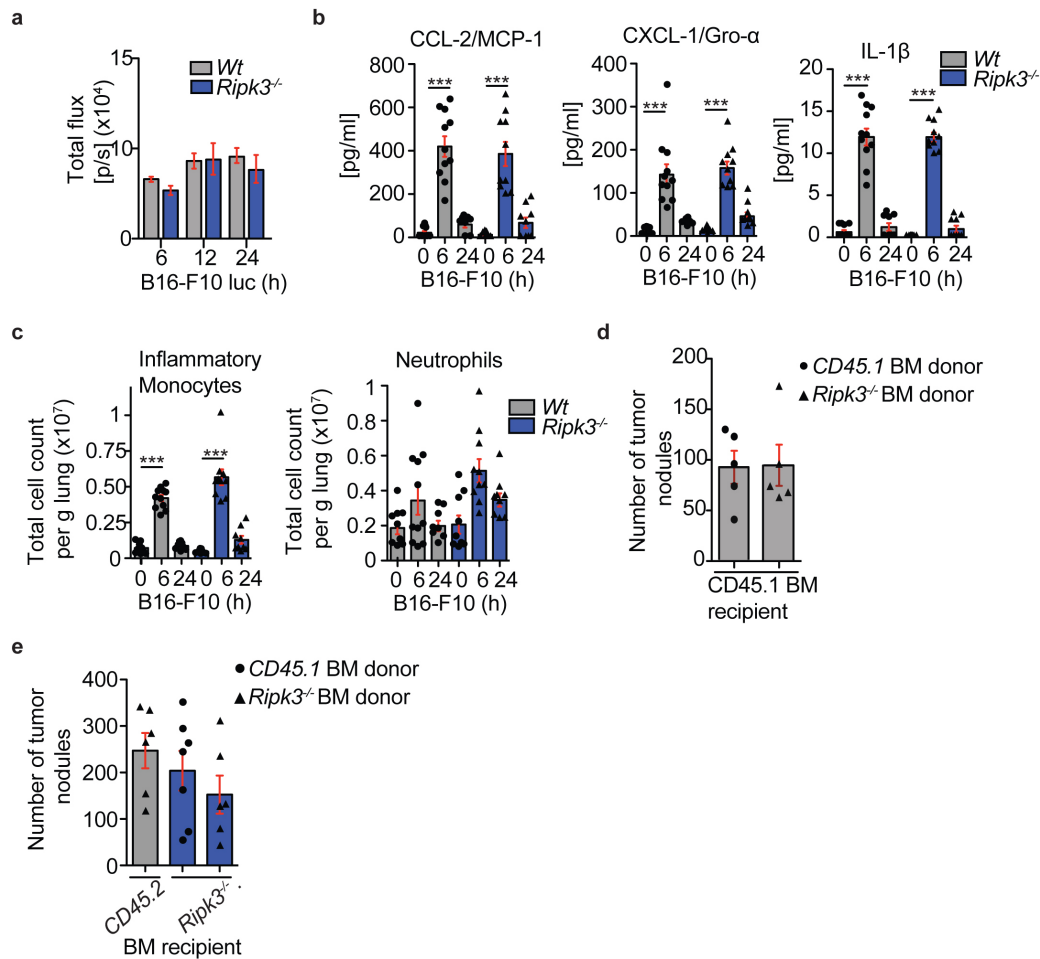 a
15
10
0
Total flux
[p/s] (x10⁴)
Wt
Ripk3⁻/⁻
6 12 24
B16-F10 luc (h)
b
CCL-2/MCP-1
800
600
400
200
0
[pg/ml]
***
***
0 6 24 0 6 24
B16-F10 (h)
CXCL-1/Gro-α
400
300
200
100
0
[pg/ml]
***
***
0 6 24 0 6 24
B16-F10 (h)
IL-1β
20
15
10
5
0
[pg/ml]
***
***
0 6 24 0 6 24
B16-F10 (h)
Wt
Ripk3⁻/⁻
c
Inflammatory
Monocytes
1
0.75
0.50
0.25
0
Total cell count
per g lung (x10⁷)
***
***
0 6 24 0 6 24
B16-F10 (h)
Neutrophils
1
0.8
0.6
0.4
0.2
0
Total cell count
per g lung (x10⁷)
0 6 24 0 6 24
B16-F10 (h)
Wt
Ripk3⁻/⁻
d
200
150
100
50
0
Number of tumor
nodules
CD45.1 BM donor
Ripk3⁻/⁻ BM donor
CD45.1 BM
recipient
e
400
300
200
100
0
Number of tumor
nodules
CD45.1 BM donor
Ripk3⁻/⁻ BM donor
CD45.2
Ripk3⁻/⁻ .
BM recipient